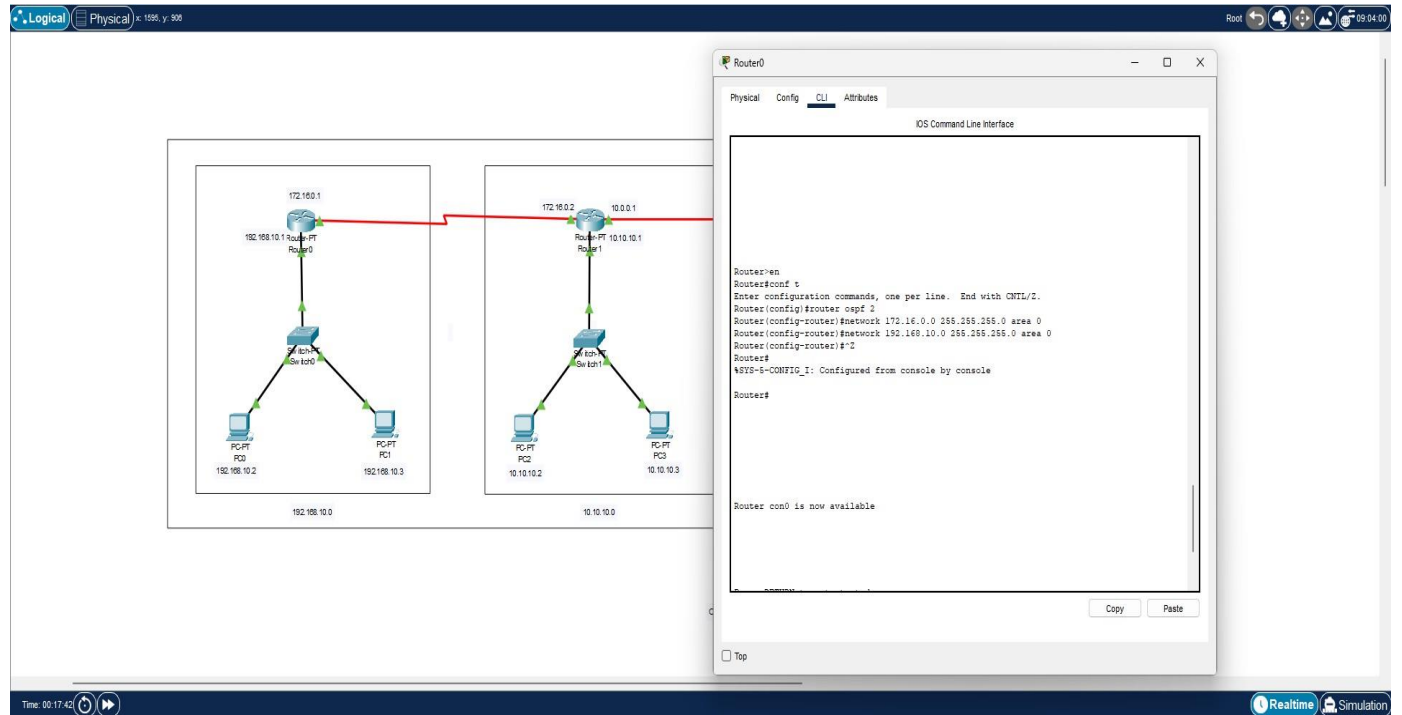 Logical Physical x: 1595, y: 906
Root 09:04:00
Router0
Physical Config CLI Attributes
IOS Command Line Interface
172.16.0.1
192.168.10.1 Router-PT
Router0
Switch-PT
Switch0
PC-PT
PC0
192.168.10.2
PC-PT
PC1
192.168.10.3
192.168.10.0
172.16.0.2 10.0.0.1
Router-PT 10.10.10.1
Router1
Switch-PT
Switch1
PC-PT
PC2
10.10.10.2
PC-PT
PC3
10.10.10.3
10.10.10.0
Router>en
Router#conf t
Enter configuration commands, one per line. End with CNTL/Z.
Router(config)#router ospf 2
Router(config-router)#network 172.16.0.0 255.255.255.0 area 0
Router(config-router)#network 192.168.10.0 255.255.255.0 area 0
Router(config-router)#^Z
Router#
%SYS-5-CONFIG_I: Configured from console by console
Router#
Router con0 is now available
Copy Paste
Top
Time: 00:17:42
Realtime Simulation